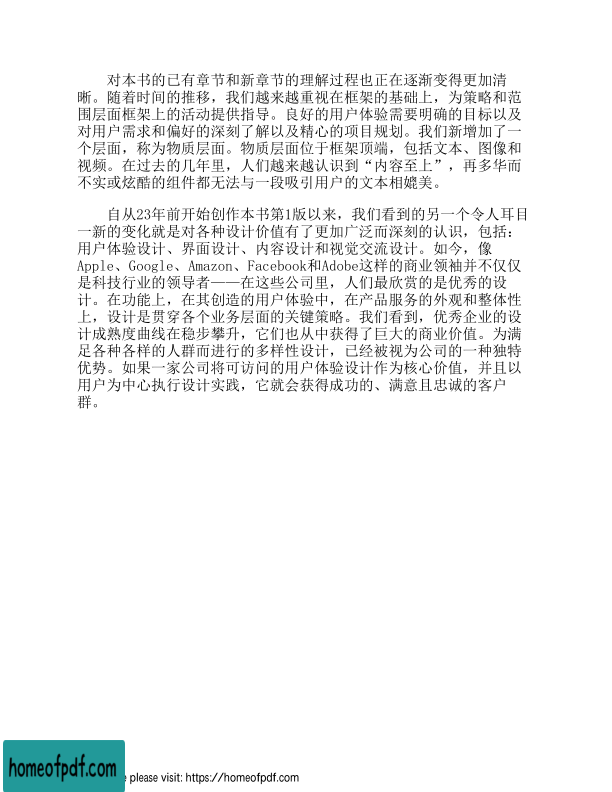 对本书的已有章节和新章节的理解过程也正在逐渐变得更加清
晰。随着时间的推移，我们越来越重视在框架的基础上，为策略和范
围层面框架上的活动提供指导。良好的用户体验需要明确的目标以及
对用户需求和偏好的深刻了解以及精心的项目规划。我们新增加了一
个层面，称为物质层面。物质层面位于框架顶端，包括文本、图像和
视频。在过去的几年里，人们越来越认识到“内容至上”，再多华而
不实或炫酷的组件都无法与一段吸引用户的文本相媲美。
自从23年前开始创作本书第1版以来，我们看到的另一个令人耳目
一新的变化就是对各种设计价值有了更加广泛而深刻的认识，包括：
用户体验设计、界面设计、内容设计和视觉交流设计。如今，像
Apple、Google、Amazon、Facebook和Adobe这样的商业领袖并不仅仅
是科技行业的领导者——在这些公司里，人们最欣赏的是优秀的设
计。在功能上，在其创造的用户体验中，在产品服务的外观和整体性
上，设计是贯穿各个业务层面的关键策略。我们看到，优秀企业的设
计成熟度曲线在稳步攀升，它们也从中获得了巨大的商业价值。为满
足各种各样的人群而进行的多样性设计，已经被视为公司的一种独特
优势。如果一家公司将可访问的用户体验设计作为核心价值，并且以
用户为中心执行设计实践，它就会获得成功的、满意且忠诚的客户
群。
homeofpdf.com
please visit: https://homeofpdf.com